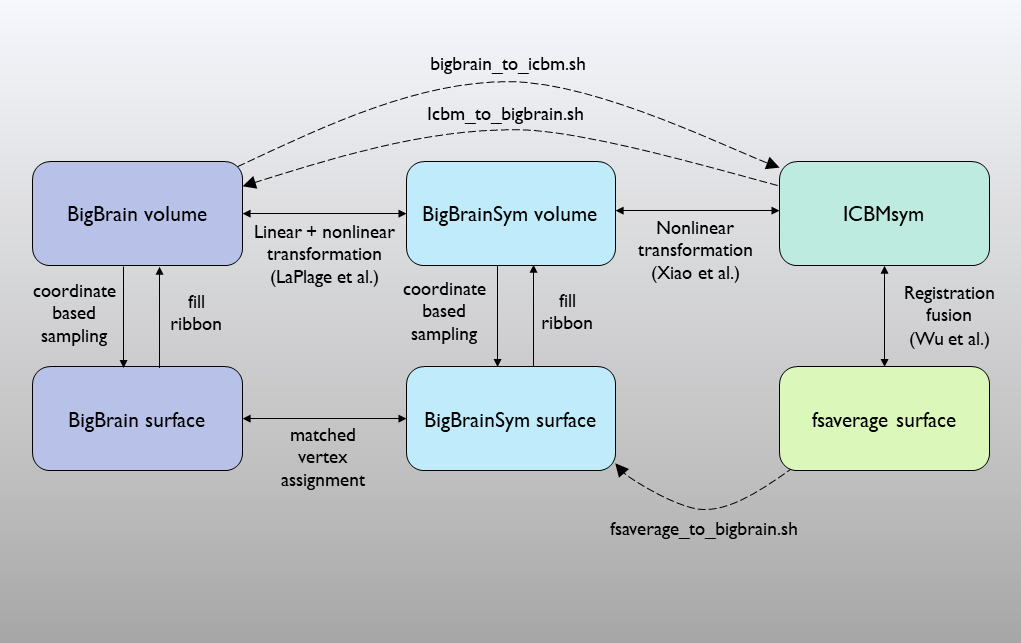 bigbrain_to_icbm.sh
Icbm_to_bigbrain.sh
BigBrain volume
BigBrainSym volume
ICBMsym
Linear + nonlinear
transformation
(LaPlage et al.)
Nonlinear
transformation
(Xiao et al.)
coordinate
based
sampling
fill
ribbon
coordinate
based
sampling
fill
ribbon
Registration
fusion
(Wu et al.)
BigBrain surface
BigBrainSym surface
fsaverage surface
matched
vertex
assignment
fsaverage_to_bigbrain.sh